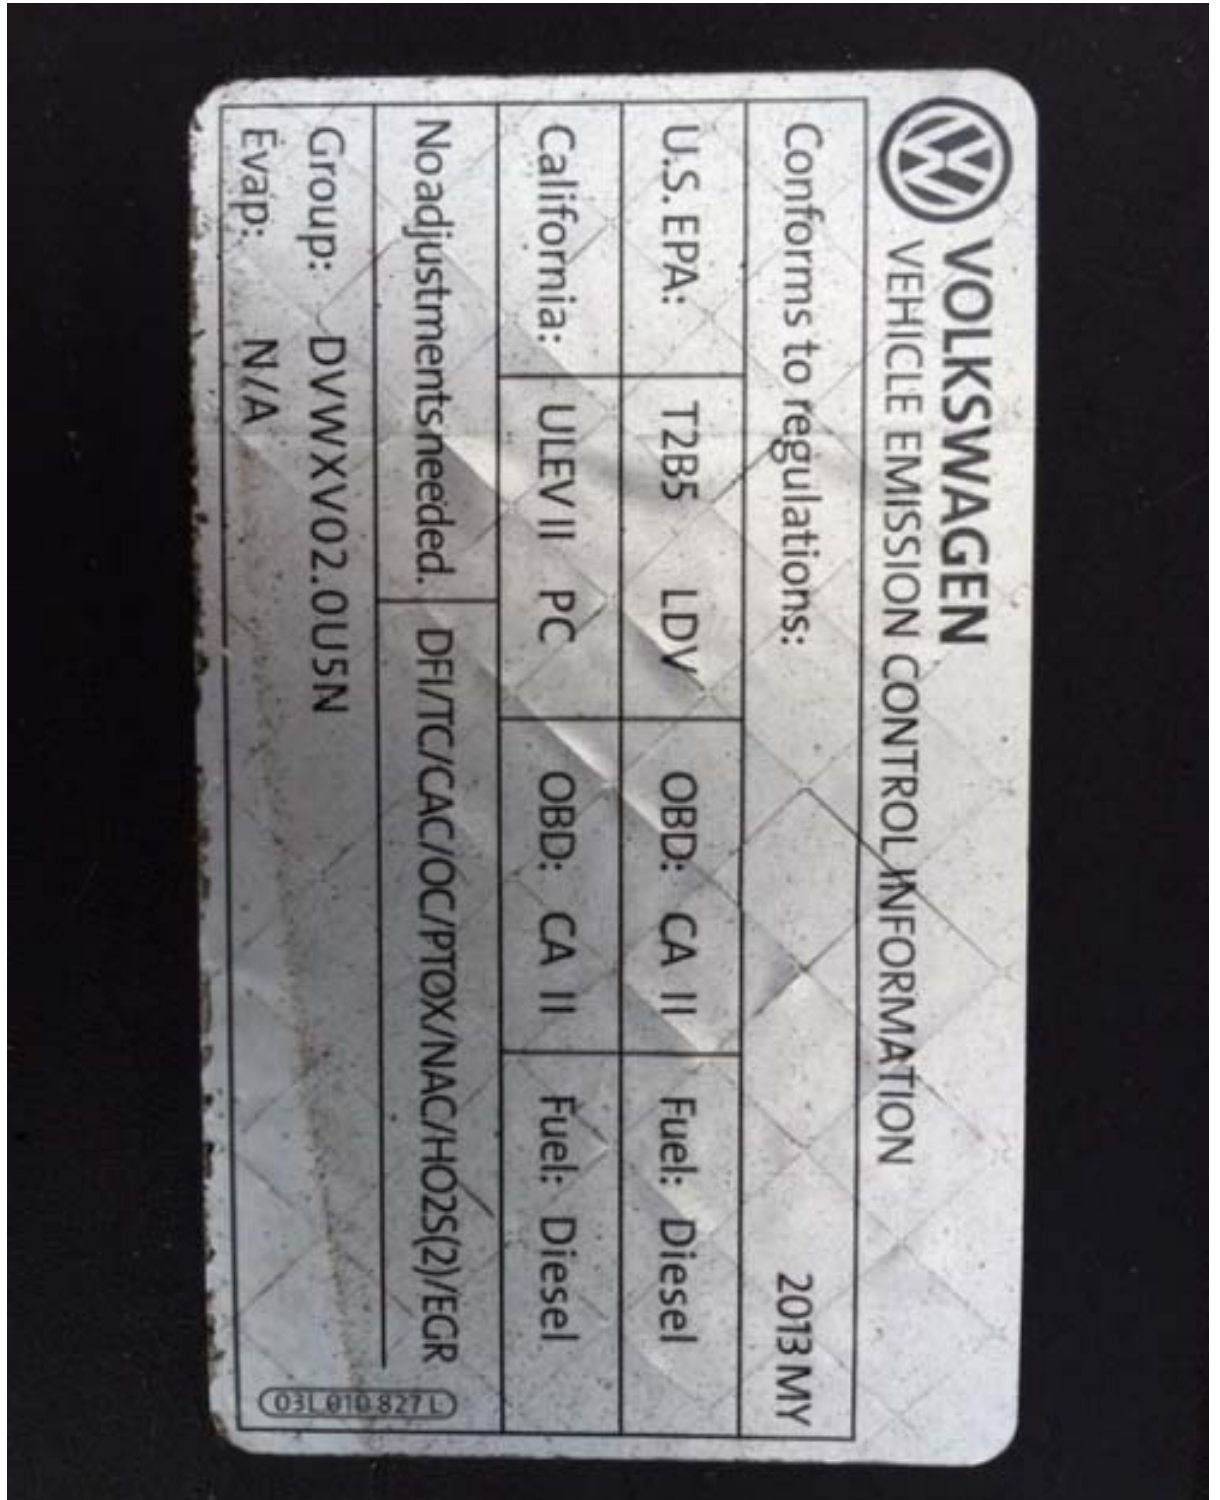 VOLKSWAGEN
VEHICLE EMISSION CONTROL INFORMATION
Conforms to regulations: 2013 MY
U.S. EPA: T2B5 LDV OBD: CA II Fuel: Diesel
California: ULEV II PC OBD: CA II Fuel: Diesel
No adjustments needed. DFI/TC/CAC/OC/PTOX/NAC/HO2S(2)/EGR
Group: DVWXV02.0U5N
Evap: N/A
03L 010 827 L